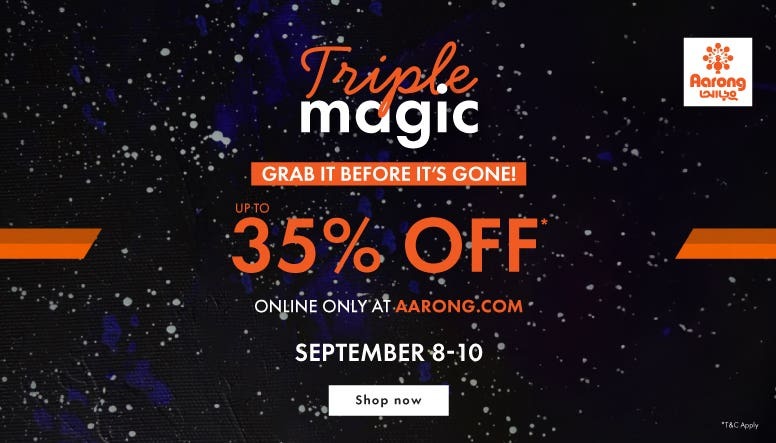 Triple
magic
Aarong
আড়ং
GRAB IT BEFORE IT'S GONE!
UP TO
35% OFF*
ONLINE ONLY AT AARONG.COM
SEPTEMBER 8-10
Shop now
*T&C Apply